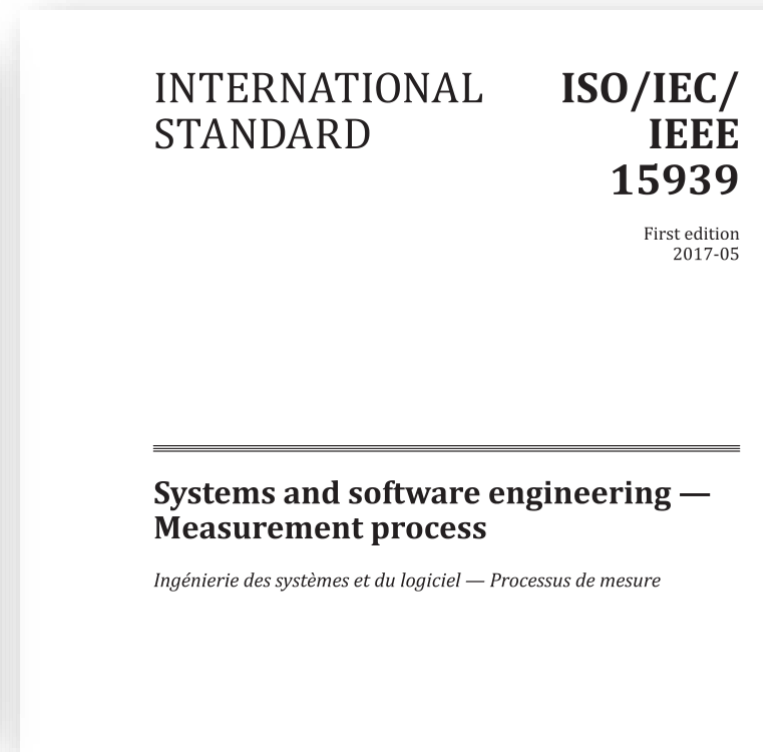 INTERNATIONAL
STANDARD
ISO/IEC/
IEEE
15939
First edition
2017-05
Systems and software engineering —
Measurement process
Ingénierie des systèmes et du logiciel — Processus de mesure